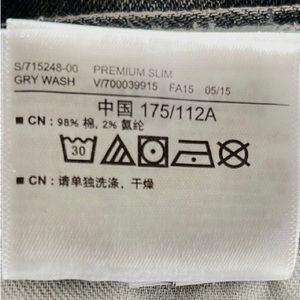 S/715248-00 PREMIUM SLIM
GRY WASH V/700039915 FA15 05/15
中国 175/112A
■ CN : 98% 棉, 2% 氨纶
30
■ CN : 请单独洗涤、干燥